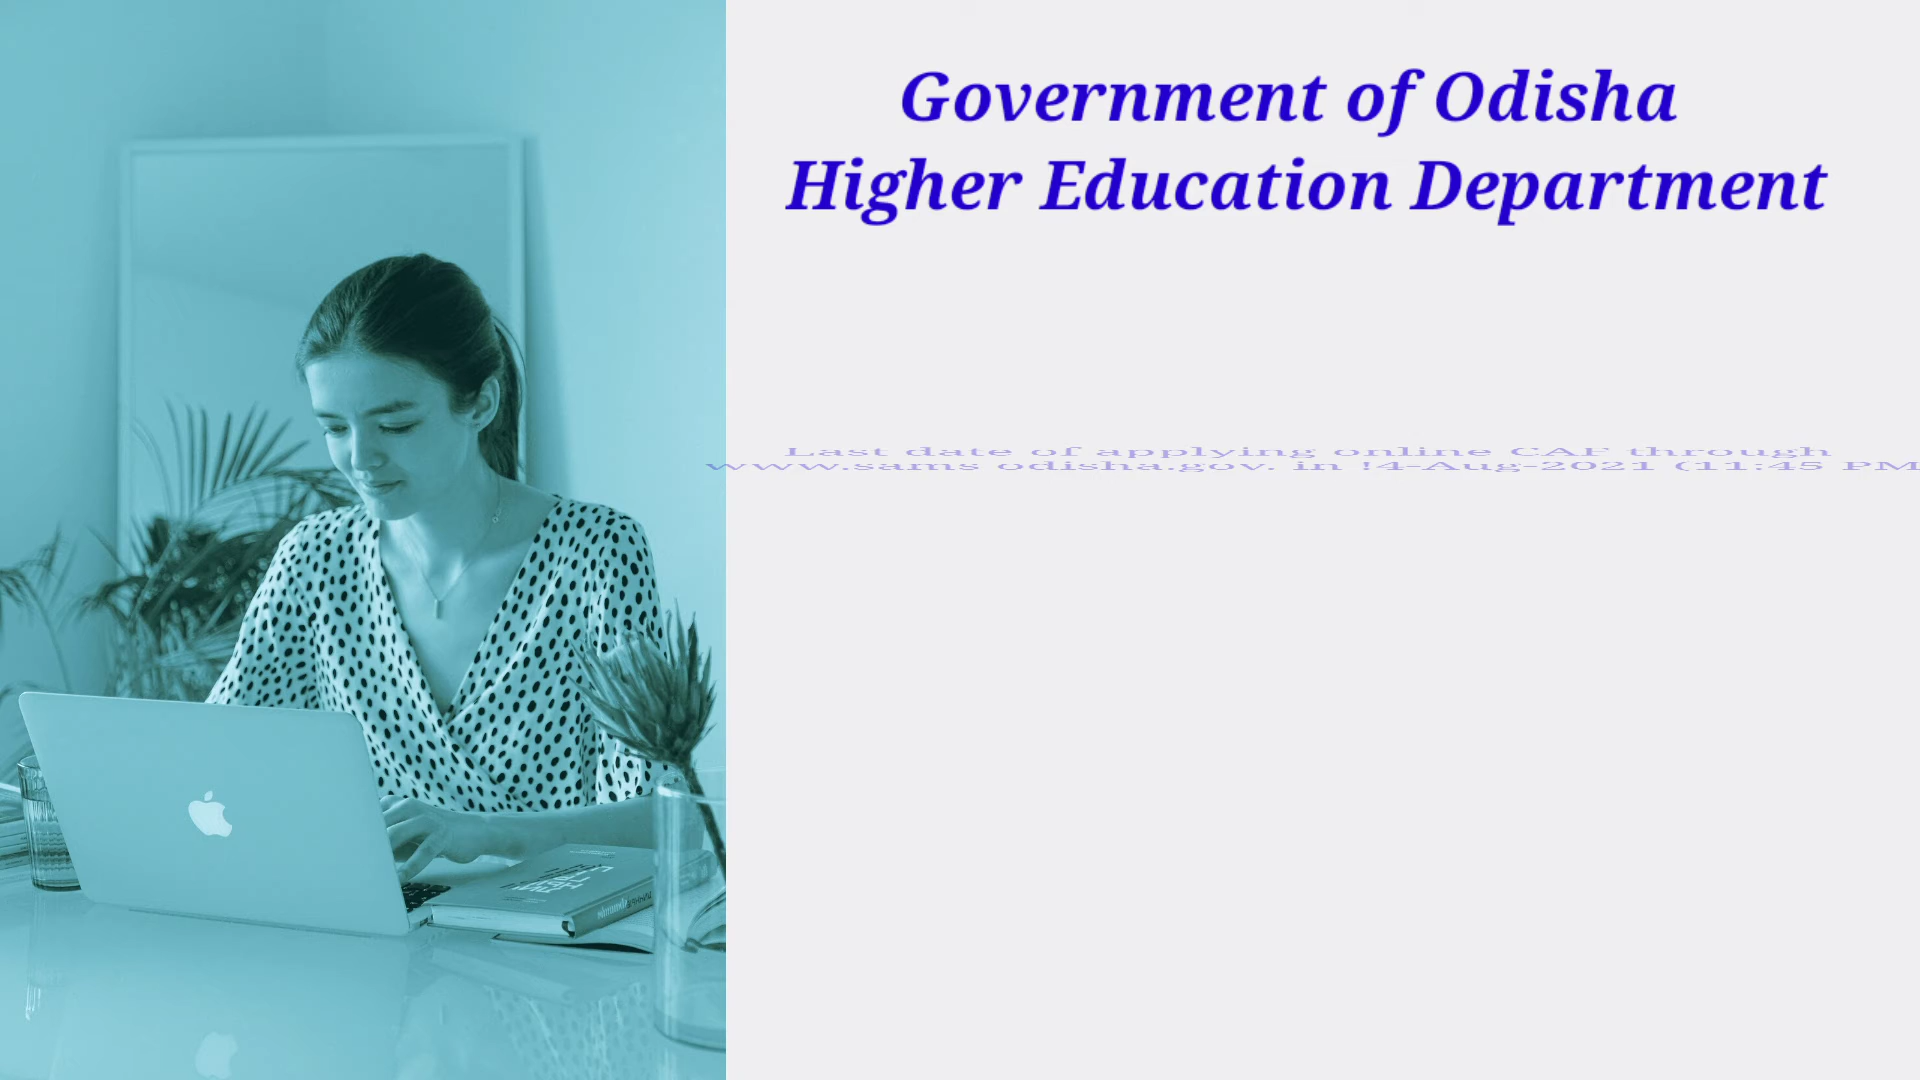 Government of Odisha
Higher Education Department
Last date of applying online CAF through
www.sams odisha.gov. in !4-Aug-2021 (11:45 PM